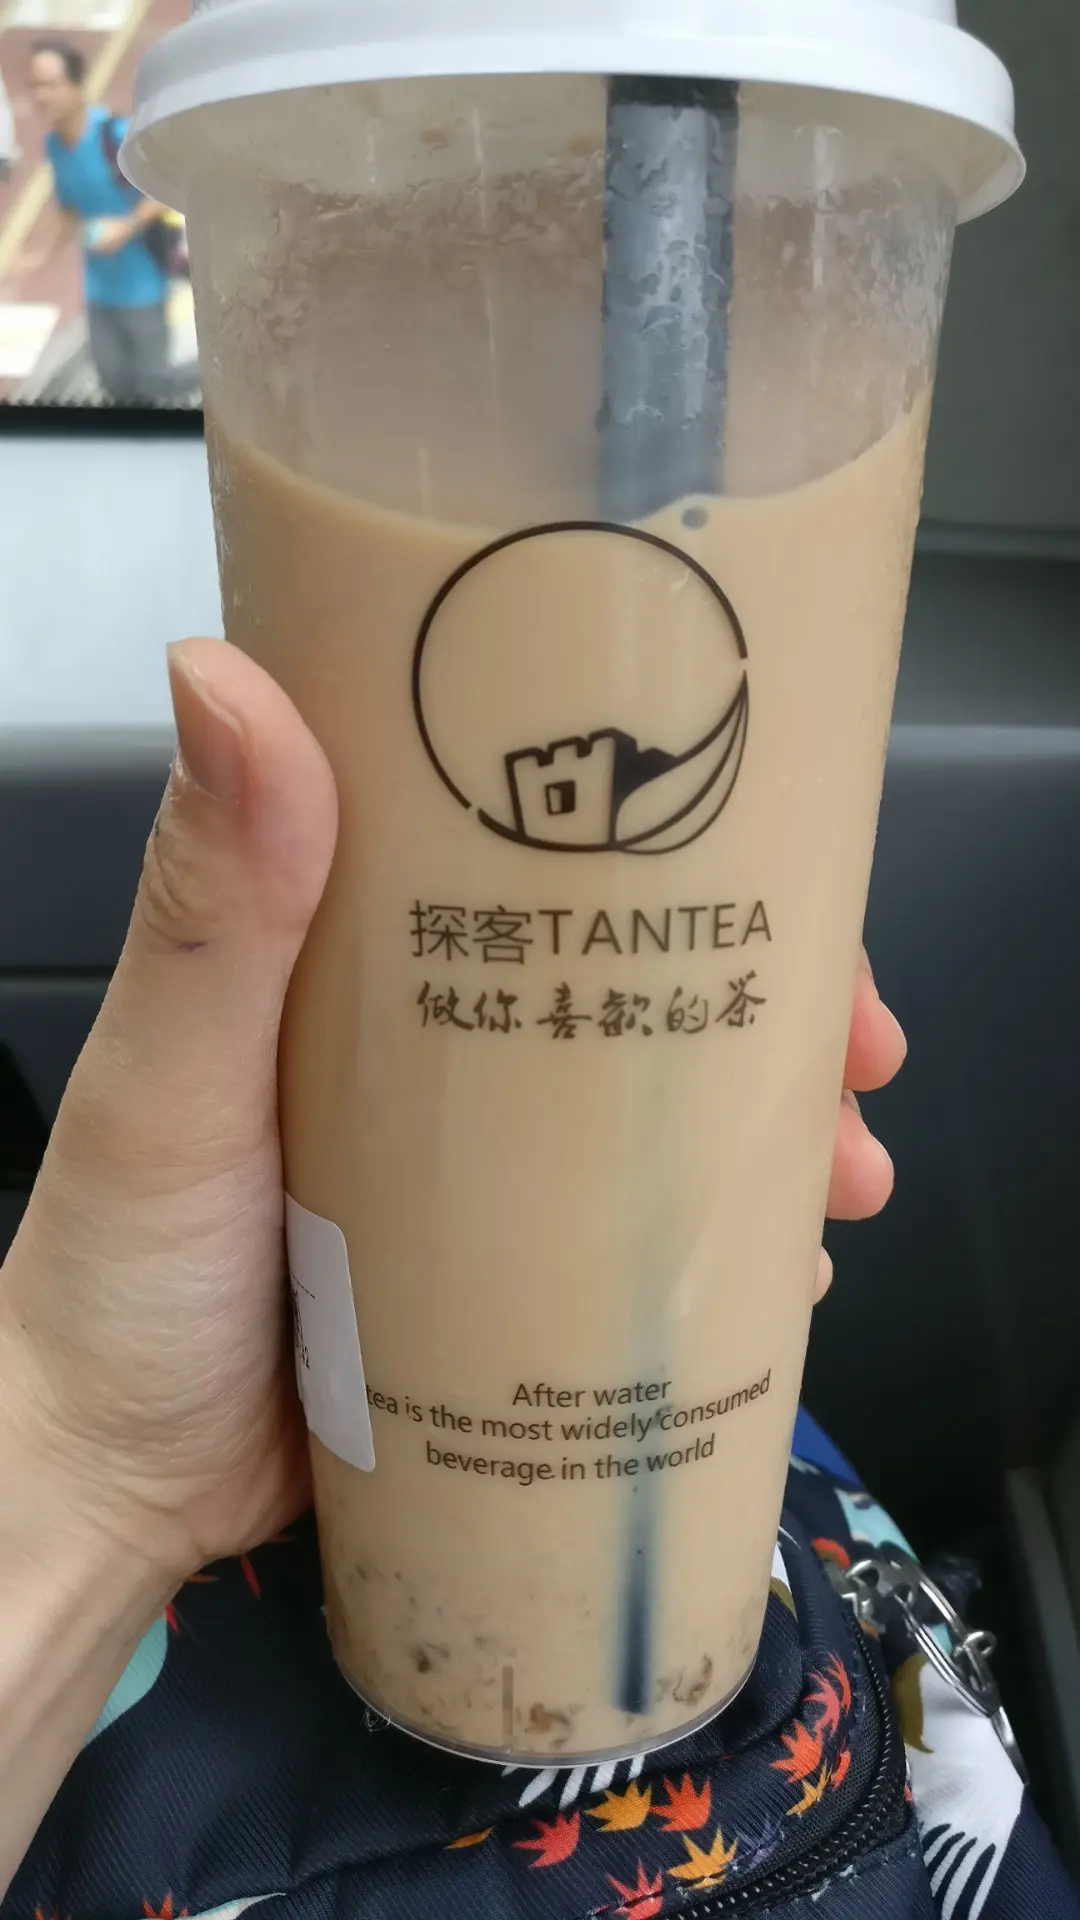 探客TANTEA
做你喜歡的茶
After water
tea is the most widely consumed
beverage in the world